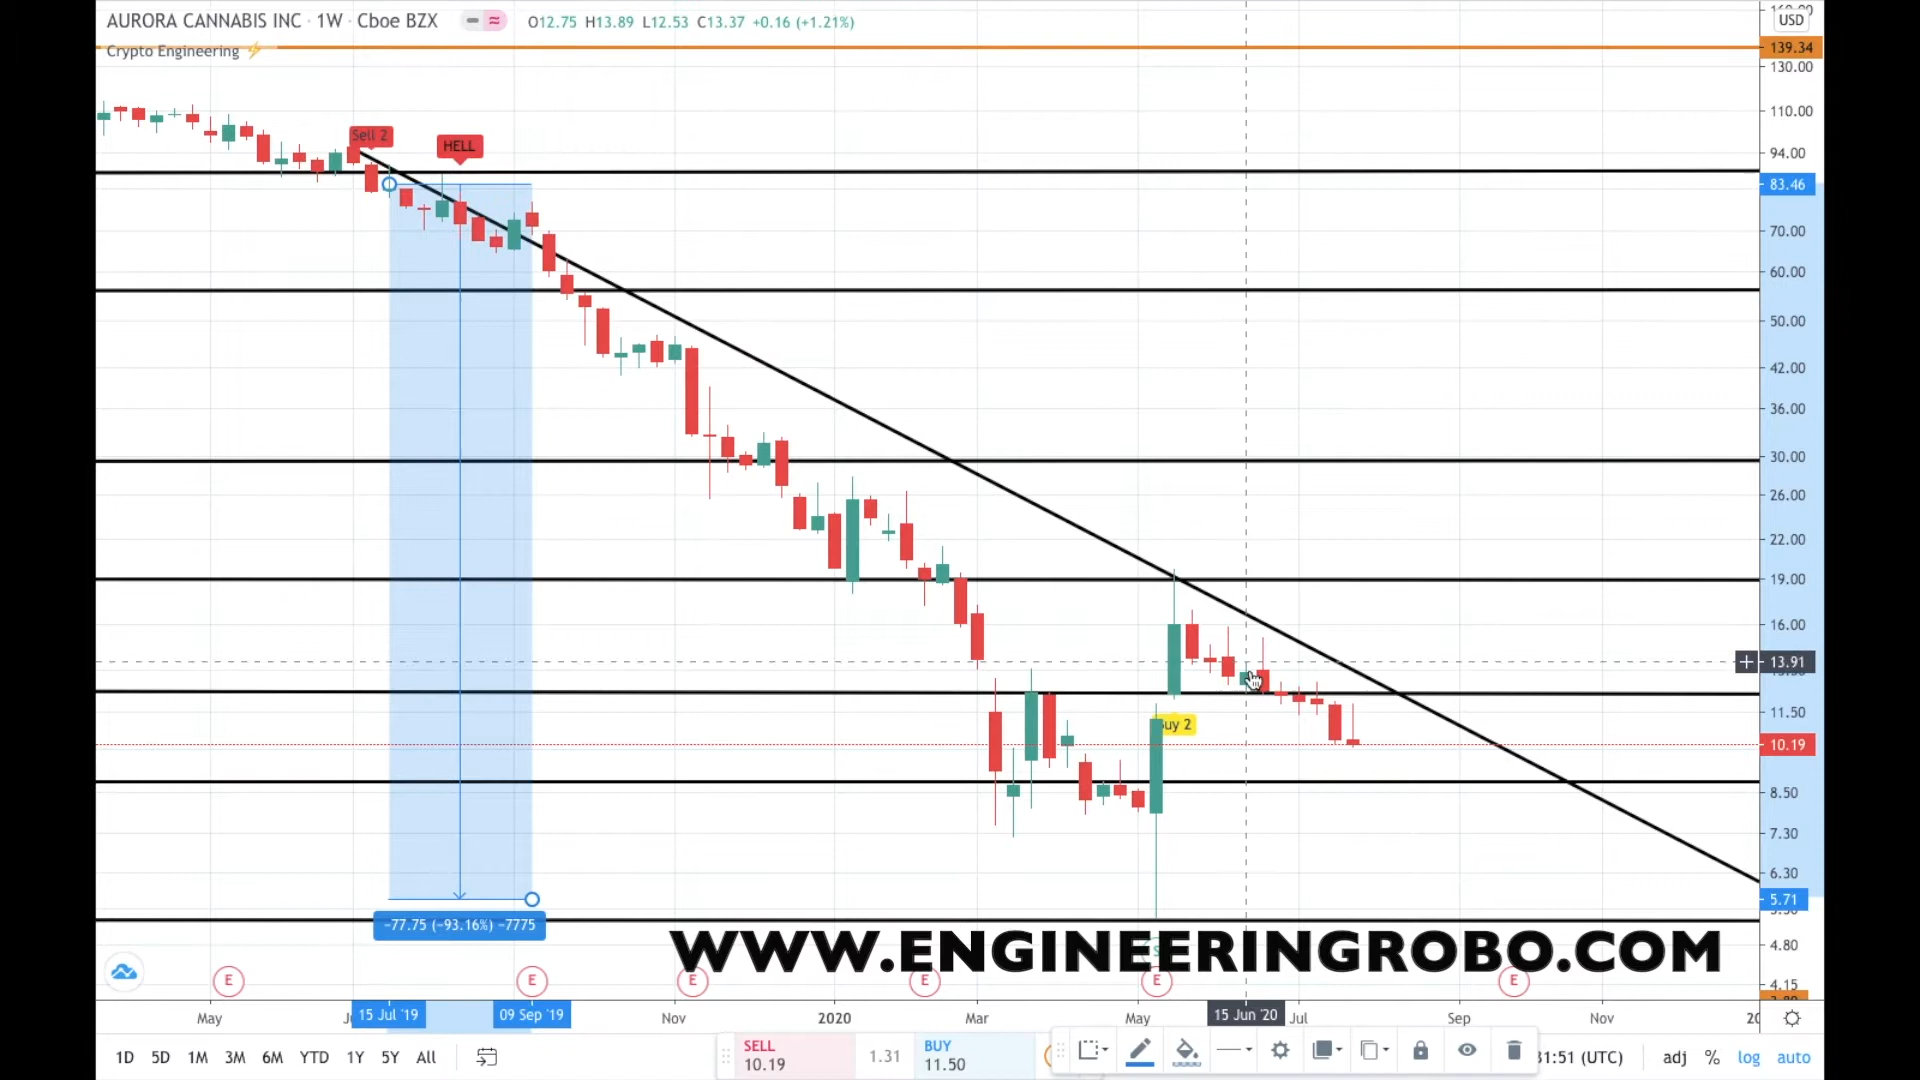 AURORA CANNABIS INC · 1W · Cboe BZX O12.75 H13.89 L12.53 C13.37 +0.16 (+1.21%)
USD
Crypto Engineering
139.34
130.00
110.00
Sell 2
HELL
94.00
83.46
70.00
60.00
50.00
42.00
36.00
30.00
26.00
22.00
19.00
16.00
13.91
11.50
Buy 2
10.19
8.50
7.30
6.30
5.71
−77.75 (−93.16%) −7775
4.80
WWW.ENGINEERINGROBO.COM
E E E E E E
4.15
May 15 Jul '19 09 Sep '19 Nov 2020 Mar May 15 Jun '20 Jul Sep Nov
1D 5D 1M 3M 6M YTD 1Y 5Y All
SELL
10.19
1.31
BUY
11.50
31:51 (UTC) adj % log auto